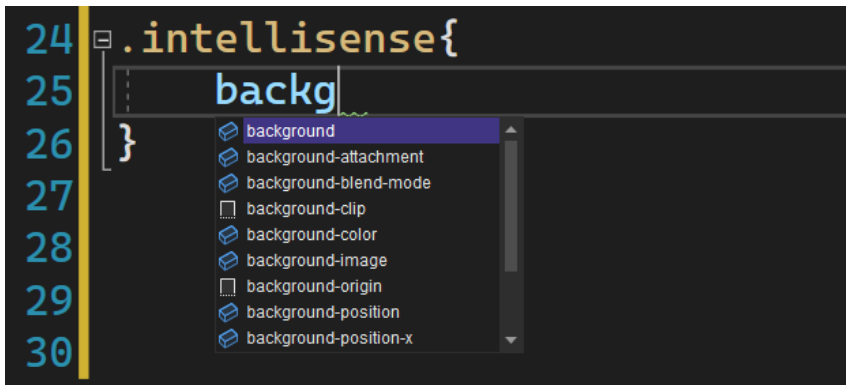 24 .intellisense{
25 backg
background
26 }
background-attachment
background-blend-mode
27
background-clip
28
background-color
background-image
29
background-origin
background-position
30
background-position-x